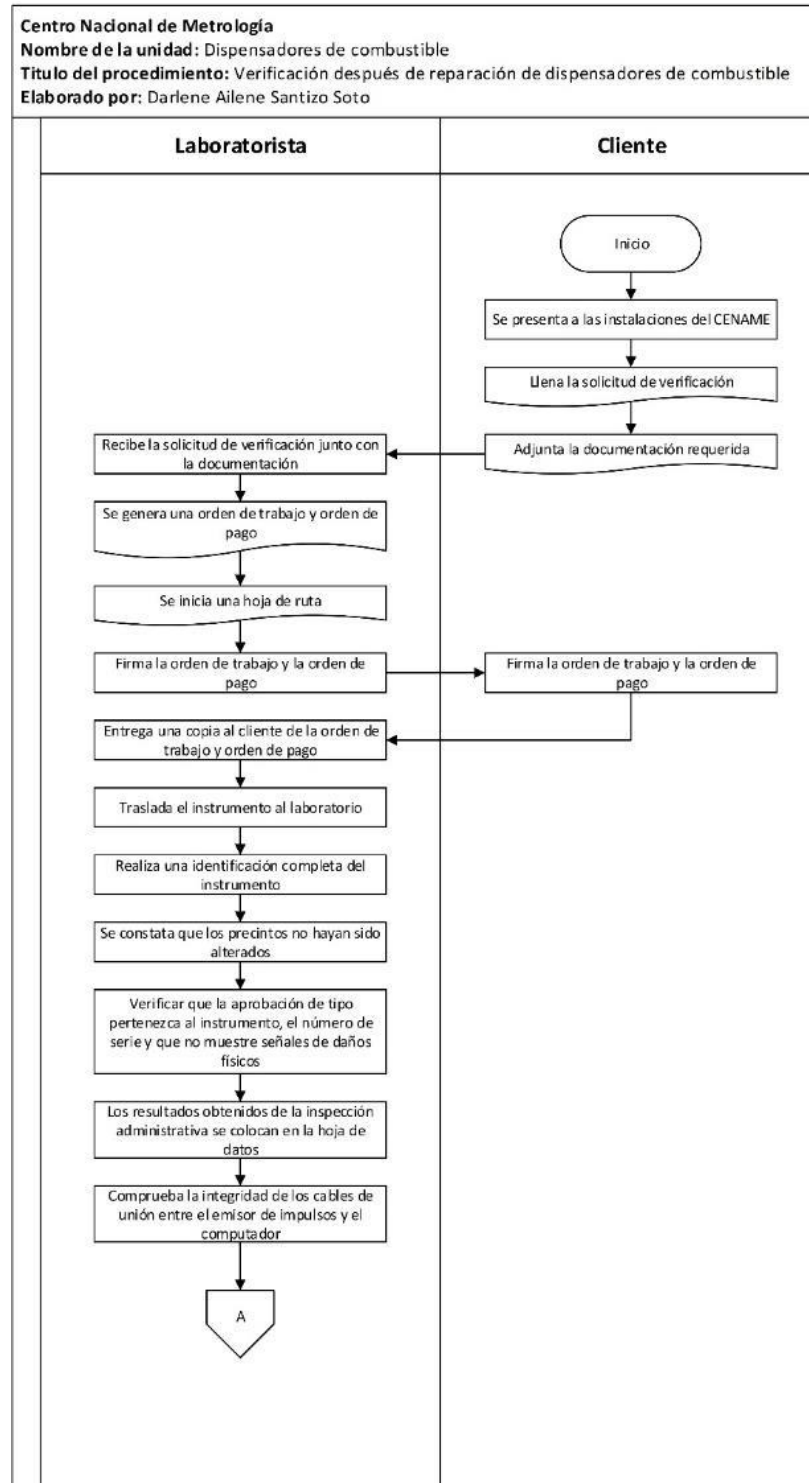 Centro Nacional de Metrología
Nombre de la unidad: Dispensadores de combustible
Titulo del procedimiento: Verificación después de reparación de dispensadores de combustible
Elaborado por: Darlene Ailene Santizo Soto
Laboratorista
Cliente
Inicio
Se presenta a las instalaciones del CENAME
Llena la solicitud de verificación
Adjunta la documentación requerida
Recibe la solicitud de verificación junto con
la documentación
Se genera una orden de trabajo y orden de
pago
Se inicia una hoja de ruta
Firma la orden de trabajo y la orden de
pago
Firma la orden de trabajo y la orden de
pago
Entrega una copia al cliente de la orden de
trabajo y orden de pago
Traslada el instrumento al laboratorio
Realiza una identificación completa del
instrumento
Se constata que los precintos no hayan sido
alterados
Verificar que la aprobación de tipo
pertenezca al instrumento, el número de
serie y que no muestre señales de daños
físicos
Los resultados obtenidos de la inspección
administrativa se colocan en la hoja de
datos
Comprueba la integridad de los cables de
unión entre el emisor de impulsos y el
computador
A